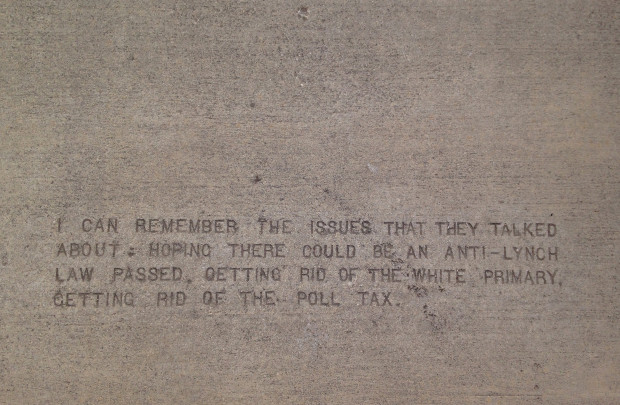 I CAN REMEMBER THE ISSUES THAT THEY TALKED
ABOUT: HOPING THERE COULD BE AN ANTI-LYNCH
LAW PASSED, GETTING RID OF THE WHITE PRIMARY,
GETTING RID OF THE POLL TAX.